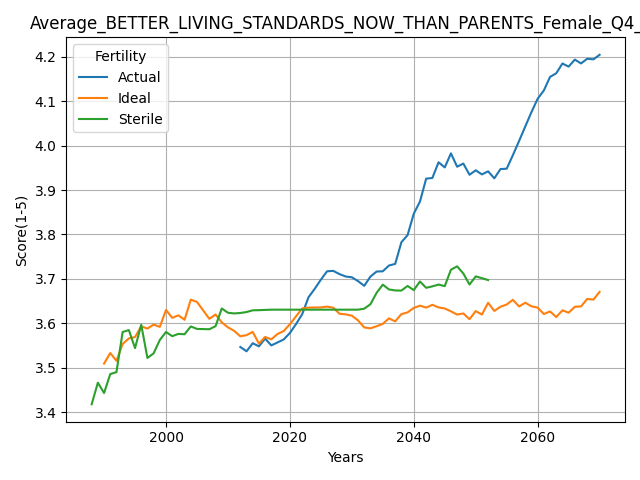 Average_BETTER_LIVING_STANDARDS_NOW_THAN_PARENTS_Female_Q4_
Fertility
Actual
Ideal
Sterile
Score(1-5)
4.2
4.1
4.0
3.9
3.8
3.7
3.6
3.5
3.4
2000 2020 2040 2060
Years